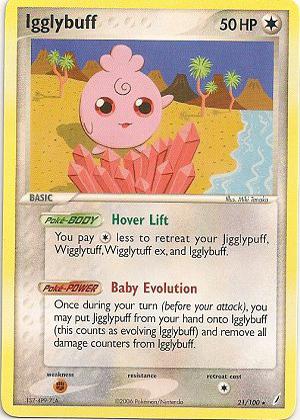 Igglybuff 50 HP
BASIC
Illus. Miki Tanaka
Poké-BODY Hover Lift
You pay less to retreat your Jigglypuff,
Wigglytuff, Wigglytuff ex, and Igglybuff.
Poké-POWER Baby Evolution
Once during your turn (before your attack), you
may put Jigglypuff from your hand onto Igglybuff
(this counts as evolving Igglybuff) and remove all
damage counters from Igglybuff.
weakness resistance retreat cost
©2006 Pokémon/Nintendo 21/100